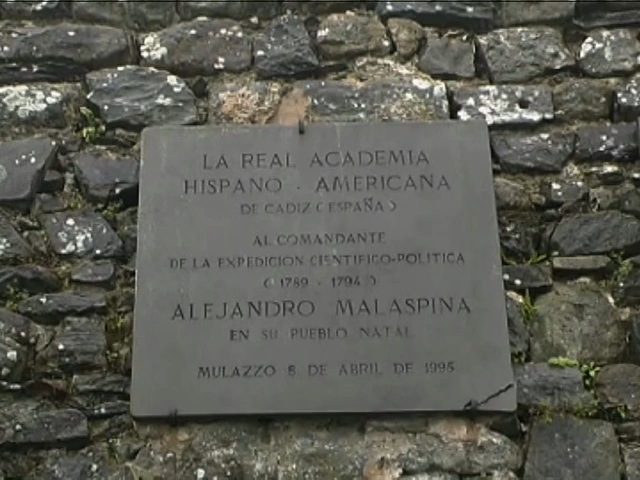 LA REAL ACADEMIA
HISPANO - AMERICANA
DE CADIZ (ESPAÑA)
AL COMANDANTE
DE LA EXPEDICION CIENTIFICO-POLITICA
(1789 - 1794)
ALEJANDRO MALASPINA
EN SU PUEBLO NATAL
MULAZZO 8 DE ABRIL DE 1995